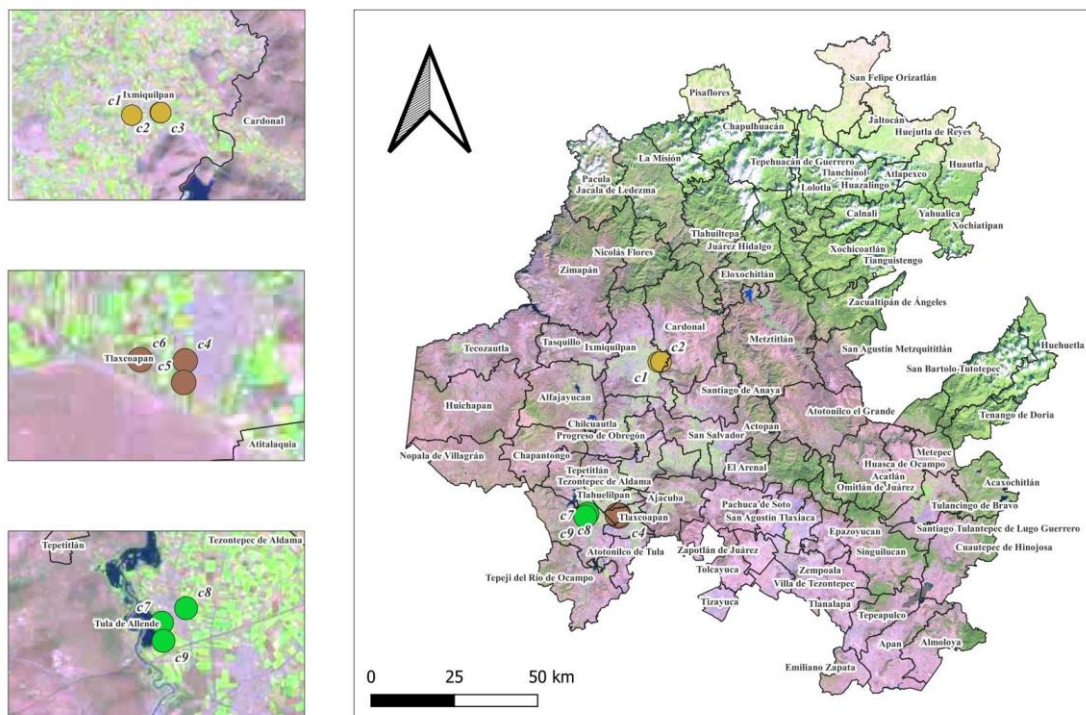 c1
Ixmiquilpan
c2
c3
Cardonal
c6
c4
Tlaxcoapan
c5
Atitalaquia
Tepetitlán
Tezontepec de Aldama
c7
c8
Tula de Allende
c9
San Felipe Orizatlán
Pisaflores
Jaltocán
Chapulhuacán
Huejutla de Reyes
La Misión
Tepehuacán de Guerrero
Huautla
Tlanchinol
Atlapexco
Pacula
Lolotla
Huazalingo
Jacala de Ledezma
Calnali
Yahualica
Xochiatipan
Tlahuiltepa
Juárez Hidalgo
Xochicoatlán
Nicolás Flores
Tianguistengo
Zimapán
Eloxochitlán
Zacualtipán de Ángeles
Cardonal
Tasquillo
Ixmiquilpan
c2
Metztitlán
San Agustín Metzquititlán
Huehuetla
Tecozautla
c1
San Bartolo Tutotepec
Huichapan
Alfajayucan
Santiago de Anaya
Atotonilco el Grande
Tenango de Doria
Chilcuautla
Actopan
Progreso de Obregón
San Salvador
Metepec
Nopala de Villagrán
Chapantongo
Huasca de Ocampo
El Arenal
Acatlán
Acaxochitlán
Tepetitlán
Omitlán de Juárez
Tezontepec de Aldama
Tlahuelilpan
Ajacuba
Pachuca de Soto
Tulancingo de Bravo
c7
Tlaxcoapan
San Agustín Tlaxiaca
c8
c9
c4
Epazoyucan
Santiago Tulantepec de Lugo Guerrero
Atotonilco de Tula
Zapotlán de Juárez
Singuilucan
Cuautepec de Hinojosa
Tepeji del Río de Ocampo
Tolcayuca
Zempoala
Villa de Tezontepec
Tizayuca
Tlanalapa
Tepeapulco
Apan
Almoloya
Emiliano Zapata
0 25 50 km